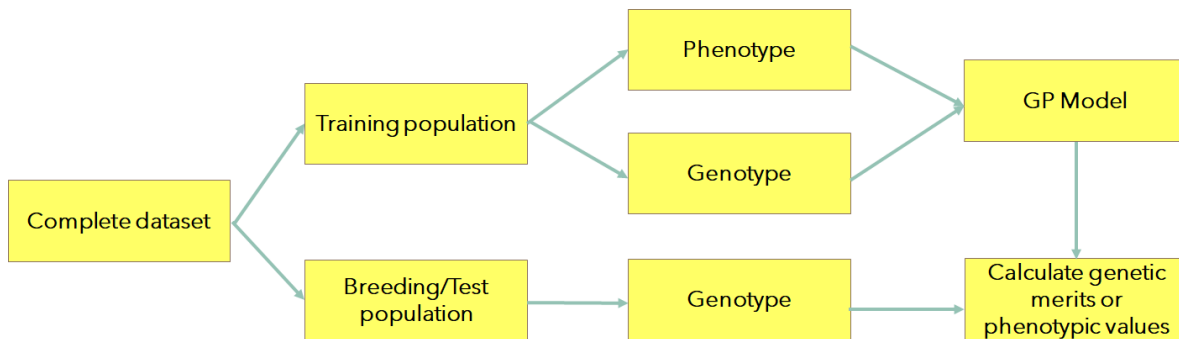 Phenotype
GP Model
Training population
Genotype
Complete dataset
Breeding/Test
population
Genotype
Calculate genetic
merits or
phenotypic values